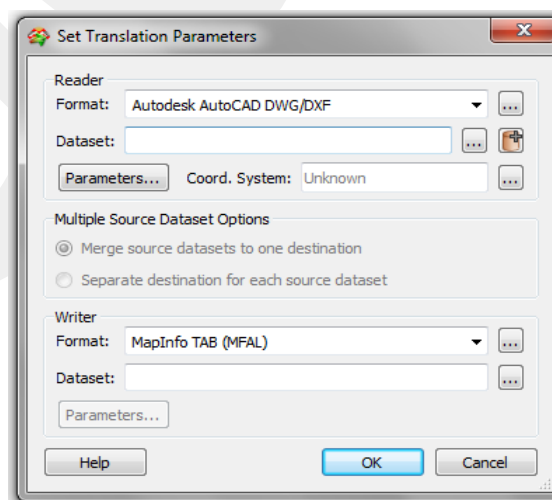 Set Translation Parameters
Reader
Format: Autodesk AutoCAD DWG/DXF ...
Dataset: ...
Parameters... Coord. System: Unknown ...
Multiple Source Dataset Options
Merge source datasets to one destination
Separate destination for each source dataset
Writer
Format: MapInfo TAB (MFAL) ...
Dataset: ...
Parameters...
Help OK Cancel